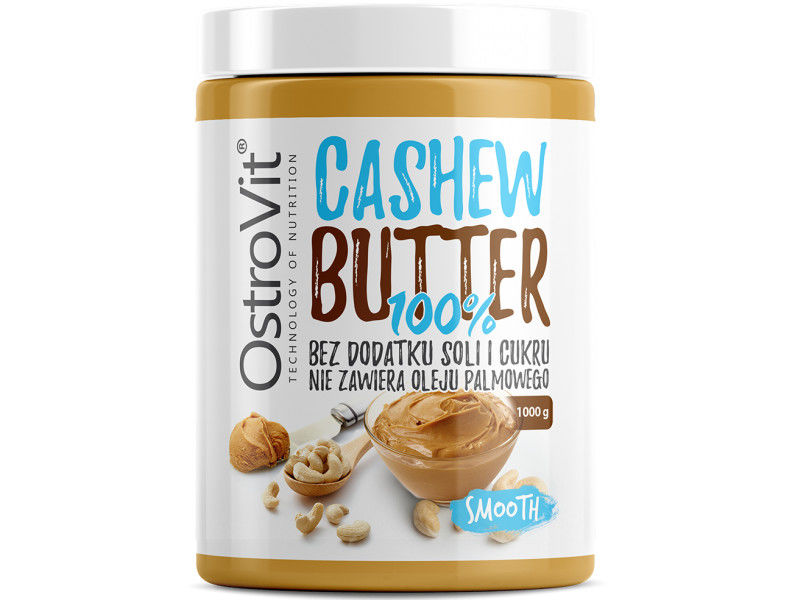 OstroVit®
TECHNOLOGY OF NUTRITION
CASHEW
BUTTER
100%
BEZ DODATKU SOLI I CUKRU
NIE ZAWIERA OLEJU PALMOWEGO
1000 g
SMOOTH